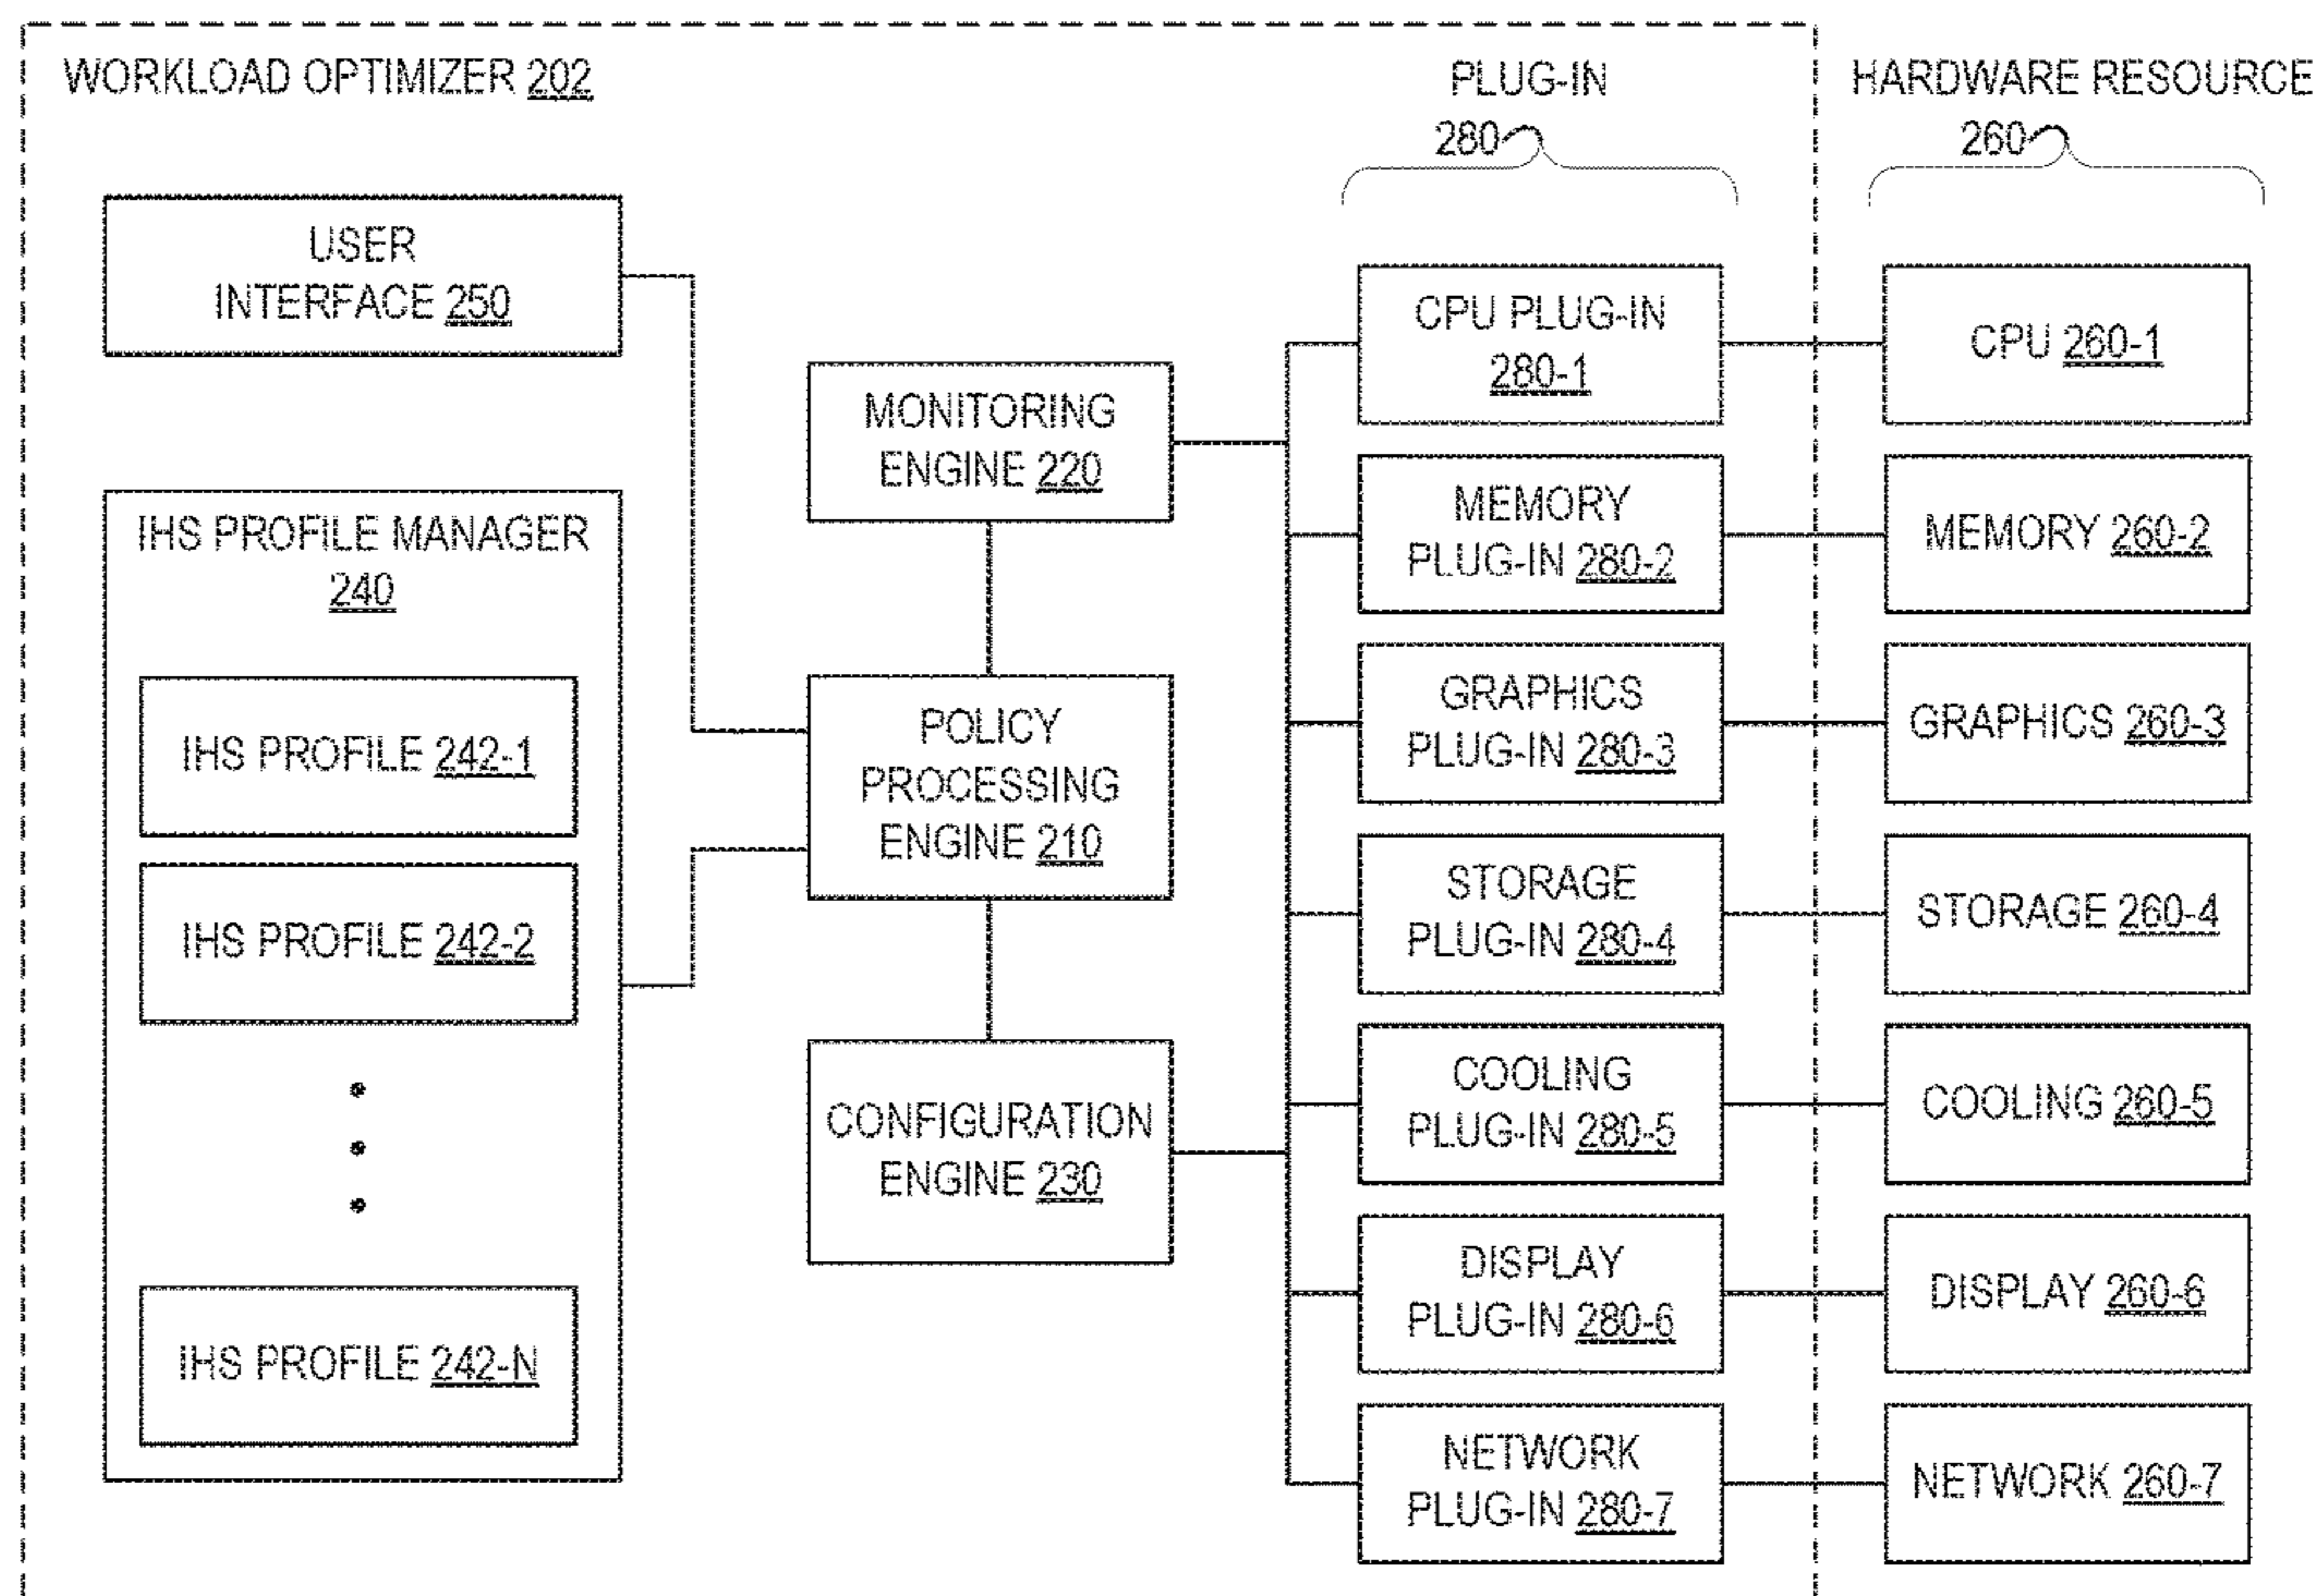 WORKLOAD OPTIMIZER 202
PLUG-IN
280
HARDWARE RESOURCE
260
USER
INTERFACE 250
IHS PROFILE MANAGER
240
IHS PROFILE 242-1
IHS PROFILE 242-2
IHS PROFILE 242-N
MONITORING
ENGINE 220
POLICY
PROCESSING
ENGINE 210
CONFIGURATION
ENGINE 230
CPU PLUG-IN
280-1
MEMORY
PLUG-IN 280-2
GRAPHICS
PLUG-IN 280-3
STORAGE
PLUG-IN 280-4
COOLING
PLUG-IN 280-5
DISPLAY
PLUG-IN 280-6
NETWORK
PLUG-IN 280-7
CPU 260-1
MEMORY 260-2
GRAPHICS 260-3
STORAGE 260-4
COOLING 260-5
DISPLAY 260-6
NETWORK 260-7